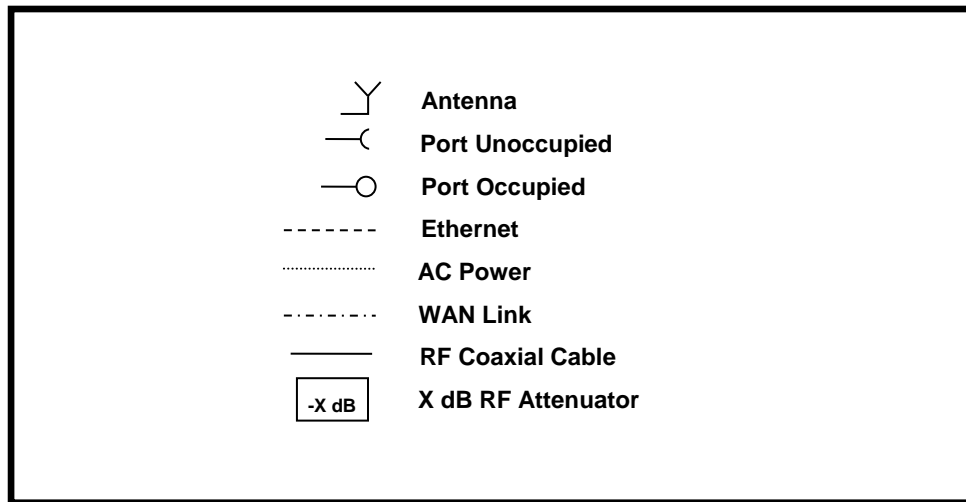 Antenna
Port Unoccupied
Port Occupied
Ethernet
AC Power
WAN Link
RF Coaxial Cable
-X dB X dB RF Attenuator